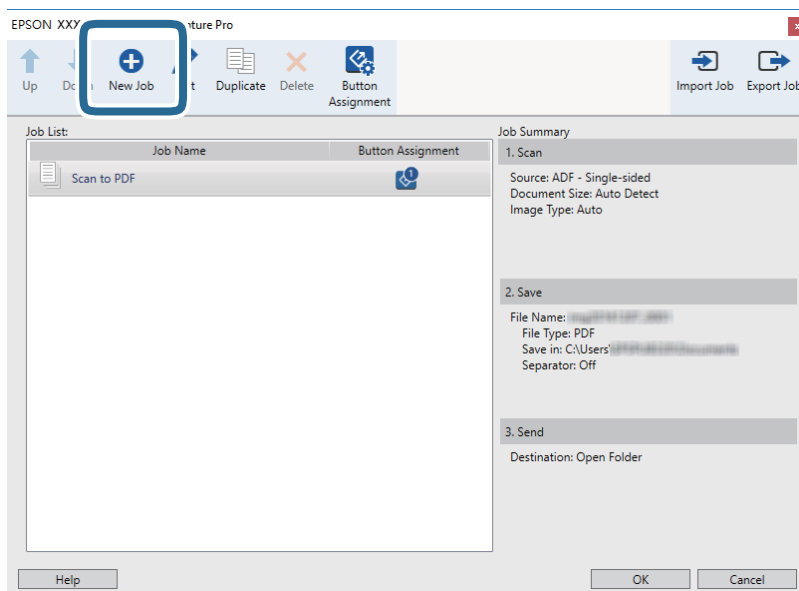 EPSON XXX ture Pro
Up
New Job
Duplicate
Delete
Button
Assignment
Import Job
Export Job
Job List:
Job Name
Button Assignment
Scan to PDF
1
Job Summary
1. Scan
Source: ADF - Single-sided
Document Size: Auto Detect
Image Type: Auto
2. Save
File Name:
File Type: PDF
Save in: C:\Users\
Separator: Off
3. Send
Destination: Open Folder
Help
OK
Cancel